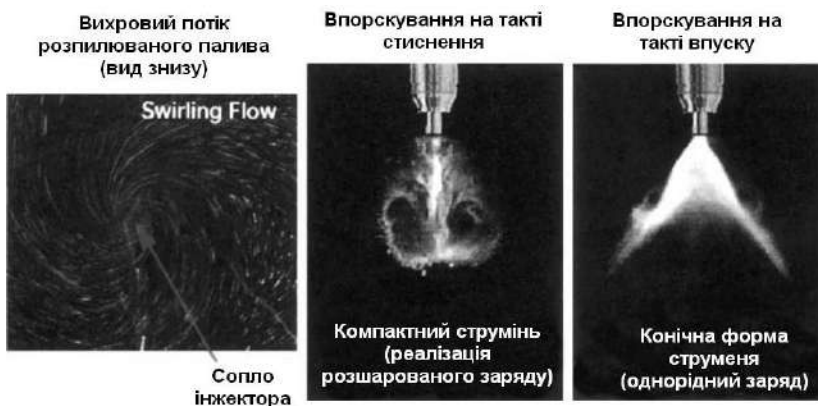 Вихровий потік
розпилюваного палива
(вид знизу)
Swirling Flow
Сопло
інжектора
Впорскування на такті
стиснення
Компактний струмінь
(реалізація
розшарованого заряду)
Впорскування на
такті впуску
Конічна форма
струменя
(однорідний заряд)